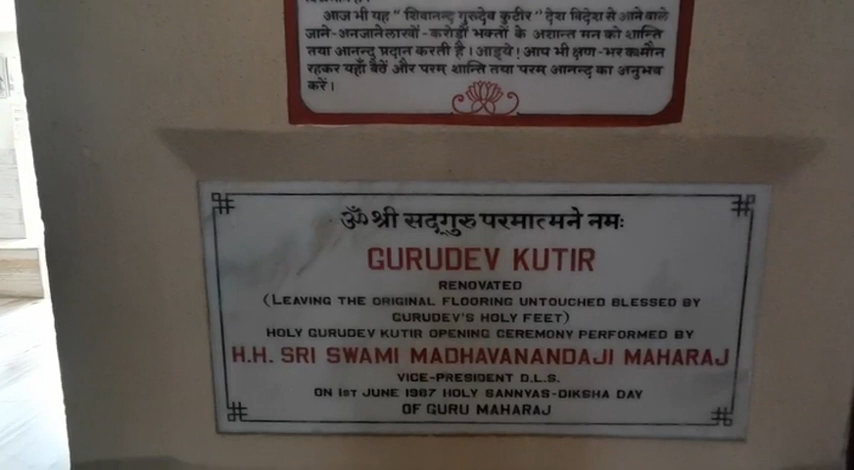 आज भी यह "शिवानन्द गुरुदेव कुटीर" देश विदेश से आने वाले
जाने-अनजाने लाखों - करोड़ों भक्तों के अशान्त मन को शान्ति
तथा आनन्द प्रदान करती है। आइये! आप भी क्षण-भर का मौन
रहकर यहाँ बैठें और परम् शान्ति तथा परम् आनन्द का अनुभव
करें।
ॐ श्री सद्गुरु परमात्मने नमः
GURUDEV KUTIR
RENOVATED
(LEAVING THE ORIGINAL FLOORING UNTOUCHED BLESSED BY
GURUDEV'S HOLY FEET)
HOLY GURUDEV KUTIR OPENING CEREMONY PERFORMED BY
H.H. SRI SWAMI MADHAVANANDAJI MAHARAJ
VICE-PRESIDENT D.L.S.
ON 1ST JUNE 1987 HOLY SANNYAS-DIKSHA DAY
OF GURU MAHARAJ